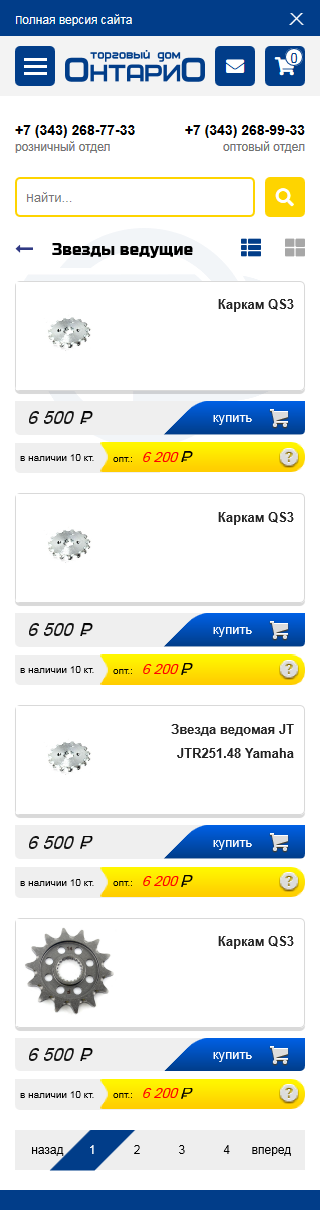 Полная версия сайта
торговый дом
ОНТАРИО
0
+7 (343) 268-77-33
розничный отдел
+7 (343) 268-99-33
оптовый отдел
Найти...
Звезды ведущие
Каркам QS3
6 500 ₽
купить
в наличии 10 кт.
опт.: 6 200 ₽
?
Каркам QS3
6 500 ₽
купить
в наличии 10 кт.
опт.: 6 200 ₽
?
Звезда ведомая JT
JTR251.48 Yamaha
6 500 ₽
купить
в наличии 10 кт.
опт.: 6 200 ₽
?
Каркам QS3
6 500 ₽
купить
в наличии 10 кт.
опт.: 6 200 ₽
?
назад 1 2 3 4 вперед